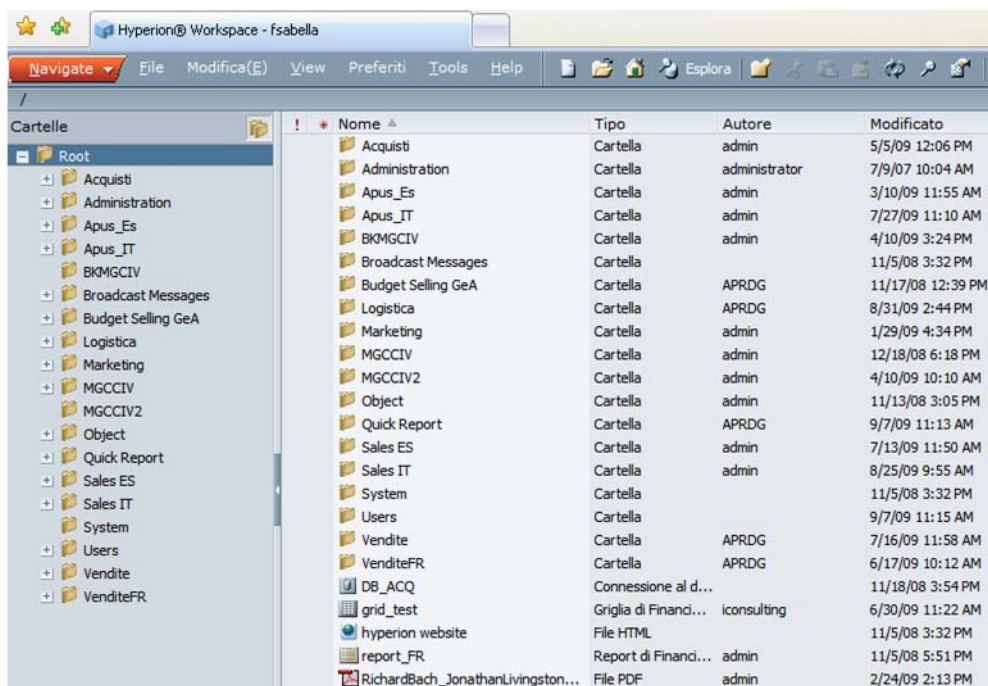 Hyperion® Workspace - fsabella
Navigate File Modifica(E) View Preferiti Tools Help Esplora
/
Cartelle
Root
Acquisti
Administration
Apus_Es
Apus_IT
BKMGCIV
Broadcast Messages
Budget Selling GeA
Logistica
Marketing
MGCCIV
MGCCIV2
Object
Quick Report
Sales ES
Sales IT
System
Users
Vendite
VenditeFR
! * Nome Tipo Autore Modificato
Acquisti Cartella admin 5/5/09 12:06 PM
Administration Cartella administrator 7/9/07 10:04 AM
Apus_Es Cartella admin 3/10/09 11:55 AM
Apus_IT Cartella admin 7/27/09 11:10 AM
BKMGCIV Cartella admin 4/10/09 3:24 PM
Broadcast Messages Cartella 11/5/08 3:32 PM
Budget Selling GeA Cartella APRDG 11/17/08 12:39 PM
Logistica Cartella APRDG 8/31/09 2:44 PM
Marketing Cartella admin 1/29/09 4:34 PM
MGCCIV Cartella admin 12/18/08 6:18 PM
MGCCIV2 Cartella admin 4/10/09 10:10 AM
Object Cartella admin 11/13/08 3:05 PM
Quick Report Cartella APRDG 9/7/09 11:13 AM
Sales ES Cartella admin 7/13/09 11:50 AM
Sales IT Cartella admin 8/25/09 9:55 AM
System Cartella 11/5/08 3:32 PM
Users Cartella 9/7/09 11:15 AM
Vendite Cartella APRDG 7/16/09 11:58 AM
VenditeFR Cartella APRDG 6/17/09 10:12 AM
DB_ACQ Connessione al d... 11/18/08 3:54 PM
grid_test Griglia di Financi... iconsulting 6/30/09 11:22 AM
hyperion website File HTML 11/5/08 3:32 PM
report_FR Report di Financi... admin 11/5/08 5:51 PM
RichardBach_JonathanLivingston... File PDF admin 2/24/09 2:13 PM